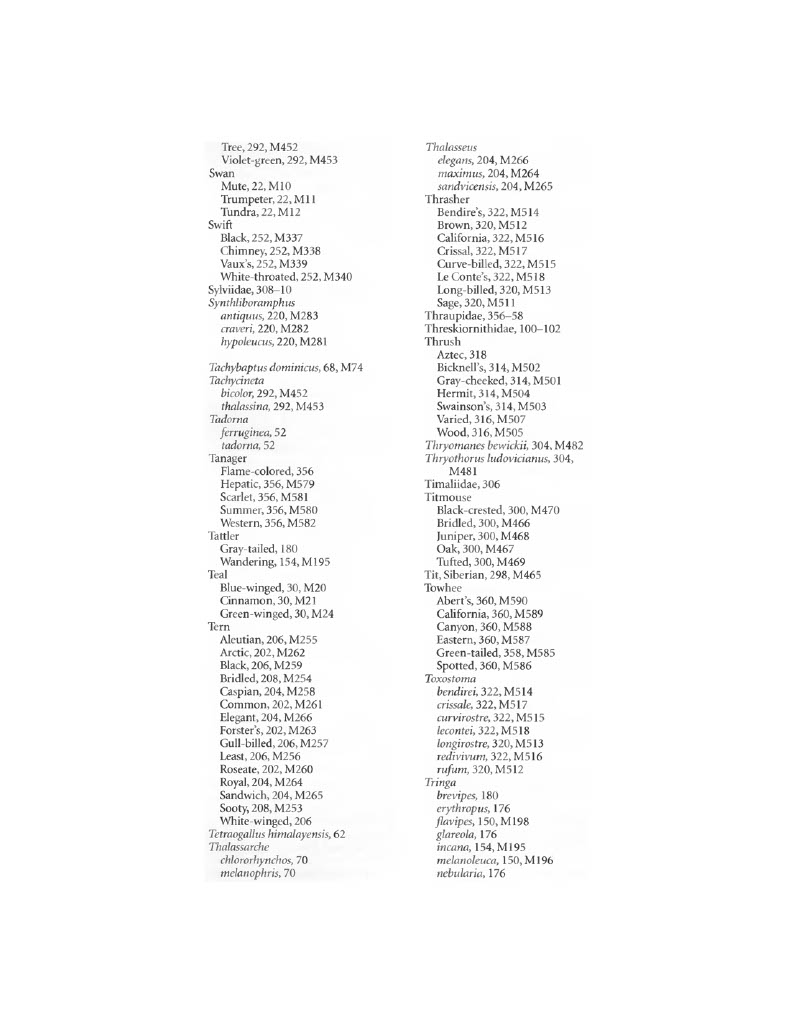 Tree, 292, M452
Violet-green, 292, M453
Swan
Mute, 22, M10
Trumpeter, 22, M11
Tundra, 22, M12
Swift
Black, 252, M337
Chimney, 252, M338
Vaux's, 252, M339
White-throated, 252, M340
Sylviidae, 308–10
Synthliboramphus
antiquus, 220, M283
craveri, 220, M282
hypoleucus, 220, M281
Tachybaptus dominicus, 68, M74
Tachycineta
bicolor, 292, M452
thalassina, 292, M453
Tadorna
ferruginea, 52
tadorna, 52
Tanager
Flame-colored, 356
Hepatic, 356, M579
Scarlet, 356, M581
Summer, 356, M580
Western, 356, M582
Tattler
Gray-tailed, 180
Wandering, 154, M195
Teal
Blue-winged, 30, M20
Cinnamon, 30, M21
Green-winged, 30, M24
Tern
Aleutian, 206, M255
Arctic, 202, M262
Black, 206, M259
Bridled, 208, M254
Caspian, 204, M258
Common, 202, M261
Elegant, 204, M266
Forster's, 202, M263
Gull-billed, 206, M257
Least, 206, M256
Roseate, 202, M260
Royal, 204, M264
Sandwich, 204, M265
Sooty, 208, M253
White-winged, 206
Tetraogallus himalayensis, 62
Thalassarche
chlororhynchos, 70
melanophris, 70
Thalasseus
elegans, 204, M266
maximus, 204, M264
sandvicensis, 204, M265
Thrasher
Bendire's, 322, M514
Brown, 320, M512
California, 322, M516
Crissal, 322, M517
Curve-billed, 322, M515
Le Conte's, 322, M518
Long-billed, 320, M513
Sage, 320, M511
Thraupidae, 356–58
Threskiornithidae, 100–102
Thrush
Aztec, 318
Bicknell's, 314, M502
Gray-cheeked, 314, M501
Hermit, 314, M504
Swainson's, 314, M503
Varied, 316, M507
Wood, 316, M505
Thryomanes bewickii, 304, M482
Thryothorus ludovicianus, 304,
M481
Timaliidae, 306
Titmouse
Black-crested, 300, M470
Bridled, 300, M466
Juniper, 300, M468
Oak, 300, M467
Tufted, 300, M469
Tit, Siberian, 298, M465
Towhee
Abert's, 360, M590
California, 360, M589
Canyon, 360, M588
Eastern, 360, M587
Green-tailed, 358, M585
Spotted, 360, M586
Toxostoma
bendirei, 322, M514
crissale, 322, M517
curvirostre, 322, M515
lecontei, 322, M518
longirostre, 320, M513
redivivum, 322, M516
rufum, 320, M512
Tringa
brevipes, 180
erythropus, 176
flavipes, 150, M198
glareola, 176
incana, 154, M195
melanoleuca, 150, M196
nebularia, 176